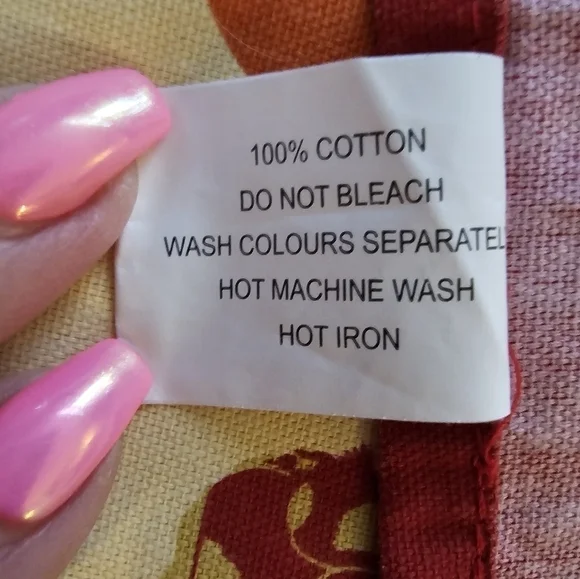 100% COTTON
DO NOT BLEACH
WASH COLOURS SEPARATEL
HOT MACHINE WASH
HOT IRON